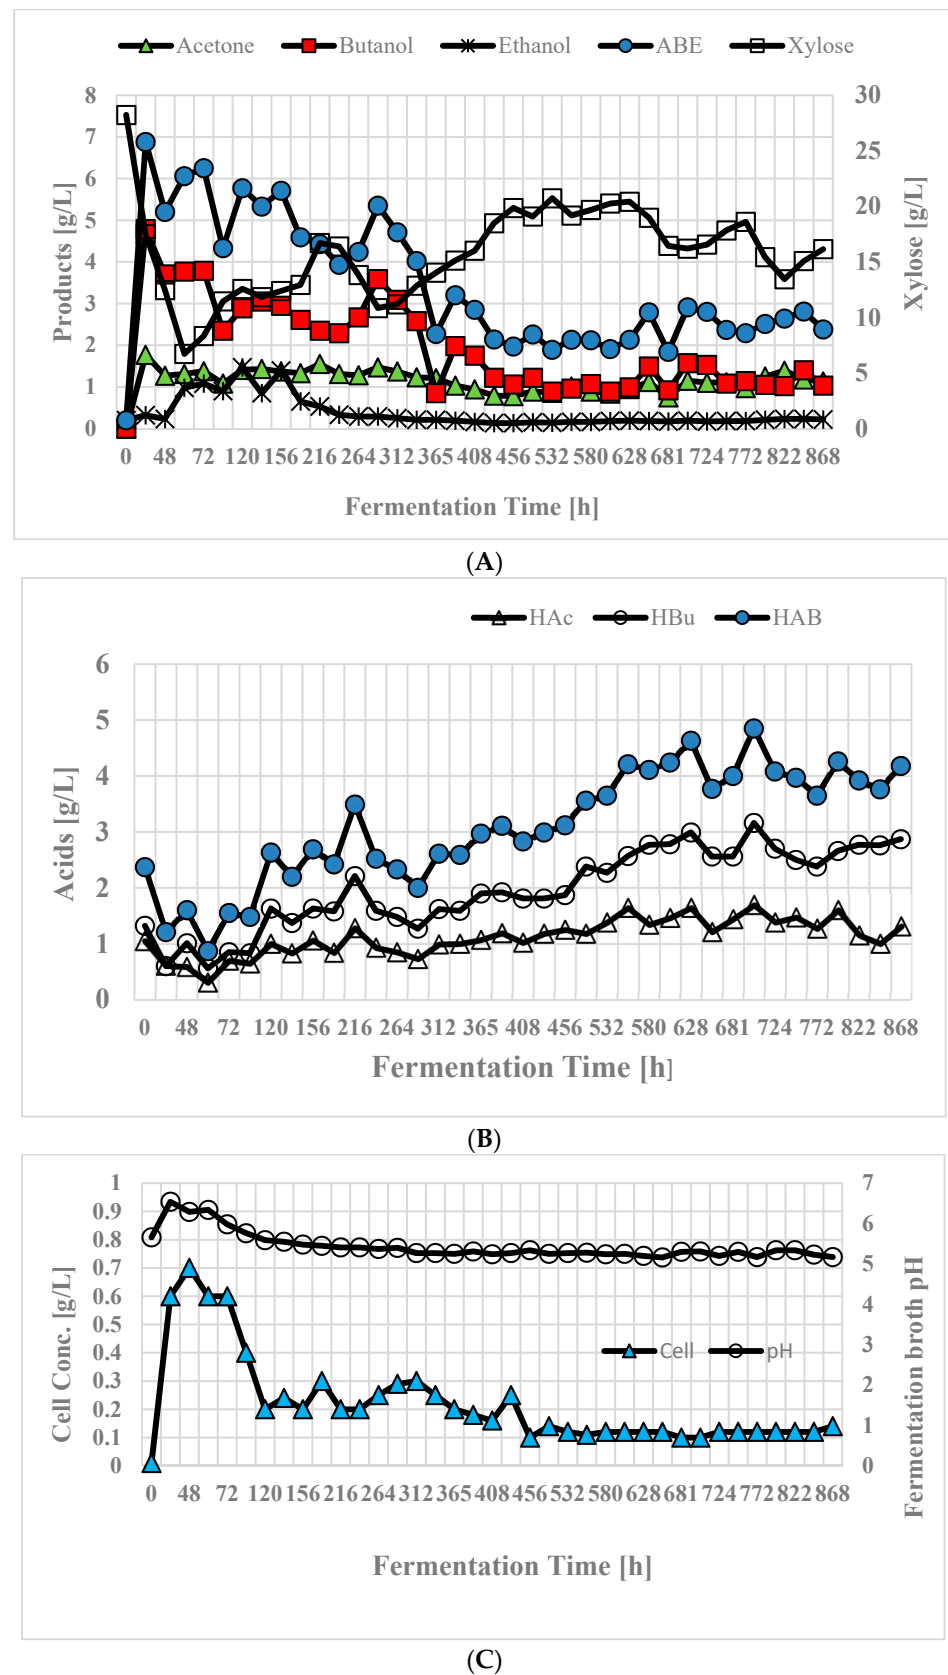 Acetone Butanol Ethanol ABE Xylose
8 30
7
25
6
5 20
4 15
3
10
2
5
1
0 0
Products [g/L]
Xylose [g/L]
0 48 72 120 156 216 264 312 365 408 456 532 580 628 681 724 772 822 868
Fermentation Time [h]
(A)
HAc HBu HAB
6
5
4
3
2
1
0
Acids [g/L]
0 48 72 120 156 216 264 312 365 408 456 532 580 628 681 724 772 822 868
Fermentation Time [h]
(B)
1 7
0.9
6
0.8
0.7 5
0.6
4
0.5
0.4 3
0.3
2
0.2
1
0.1
0 0
Cell Conc. [g/L]
Fermentation broth pH
Cell pH
0 48 72 120 156 216 264 312 365 408 456 532 580 628 681 724 772 822 868
Fermentation Time [h]
(C)